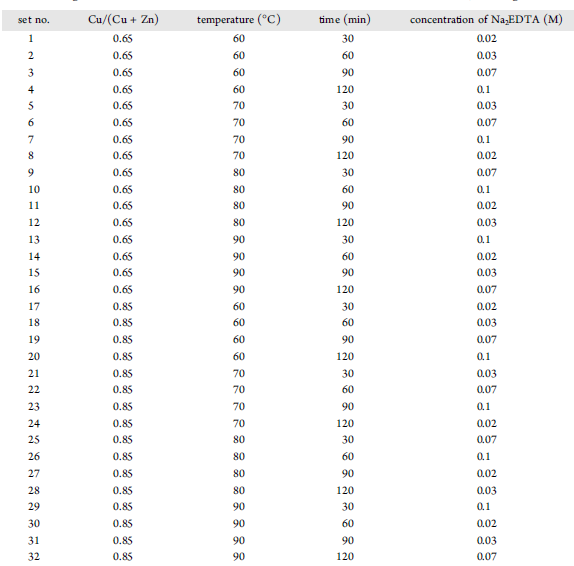 set no. Cu/(Cu + Zn) temperature (°C) time (min) concentration of Na₂EDTA (M)
1 0.65 60 30 0.02
2 0.65 60 60 0.03
3 0.65 60 90 0.07
4 0.65 60 120 0.1
5 0.65 70 30 0.03
6 0.65 70 60 0.07
7 0.65 70 90 0.1
8 0.65 70 120 0.02
9 0.65 80 30 0.07
10 0.65 80 60 0.1
11 0.65 80 90 0.02
12 0.65 80 120 0.03
13 0.65 90 30 0.1
14 0.65 90 60 0.02
15 0.65 90 90 0.03
16 0.65 90 120 0.07
17 0.85 60 30 0.02
18 0.85 60 60 0.03
19 0.85 60 90 0.07
20 0.85 60 120 0.1
21 0.85 70 30 0.03
22 0.85 70 60 0.07
23 0.85 70 90 0.1
24 0.85 70 120 0.02
25 0.85 80 30 0.07
26 0.85 80 60 0.1
27 0.85 80 90 0.02
28 0.85 80 120 0.03
29 0.85 90 30 0.1
30 0.85 90 60 0.02
31 0.85 90 90 0.03
32 0.85 90 120 0.07